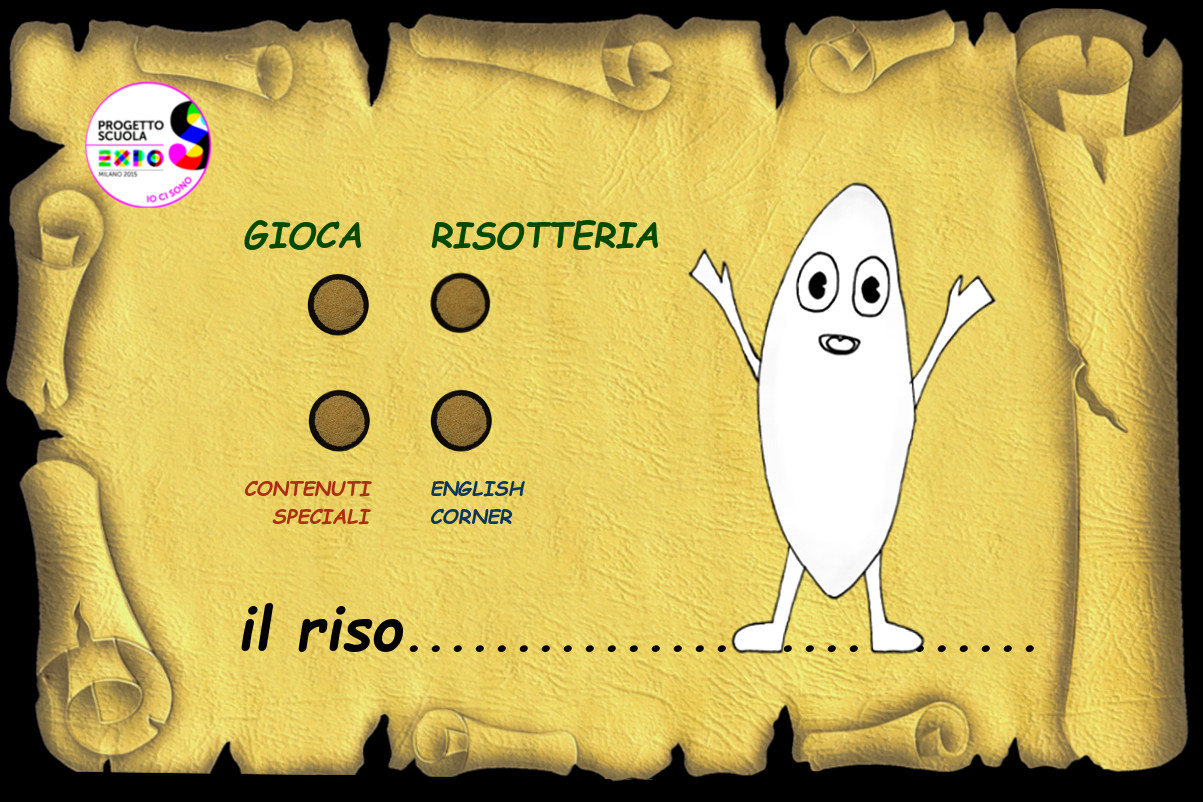 PROGETTO
SCUOLA
EXPO
MILANO 2015
IO CI SONO
GIOCA RISOTTERIA
CONTENUTI ENGLISH
SPECIALI CORNER
il riso..............................